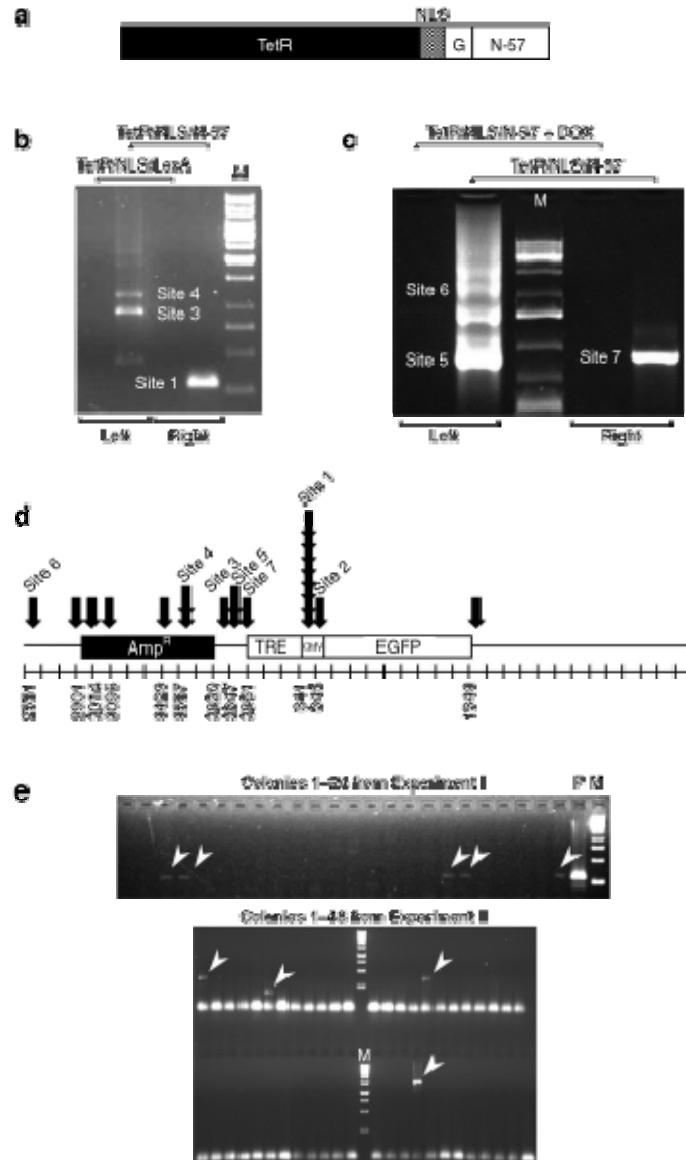 a
NLS
TetR G N-57
b
TetR/NLS/N-57
TetR/NLS/LexA M
Site 4
Site 3
Site 1
Left Right
c
TetR/NLS/N-57 + DOX
TetR/NLS/N-57
M
Site 6
Site 5
Site 7
Left Right
d
Site 6
Site 4
Site 3
Site 5
Site 7
Site 1
Site 2
Amp^R TRE CMV EGFP
e
Colonies 1–24 from Experiment II P M
Colonies 1–48 from Experiment II
M